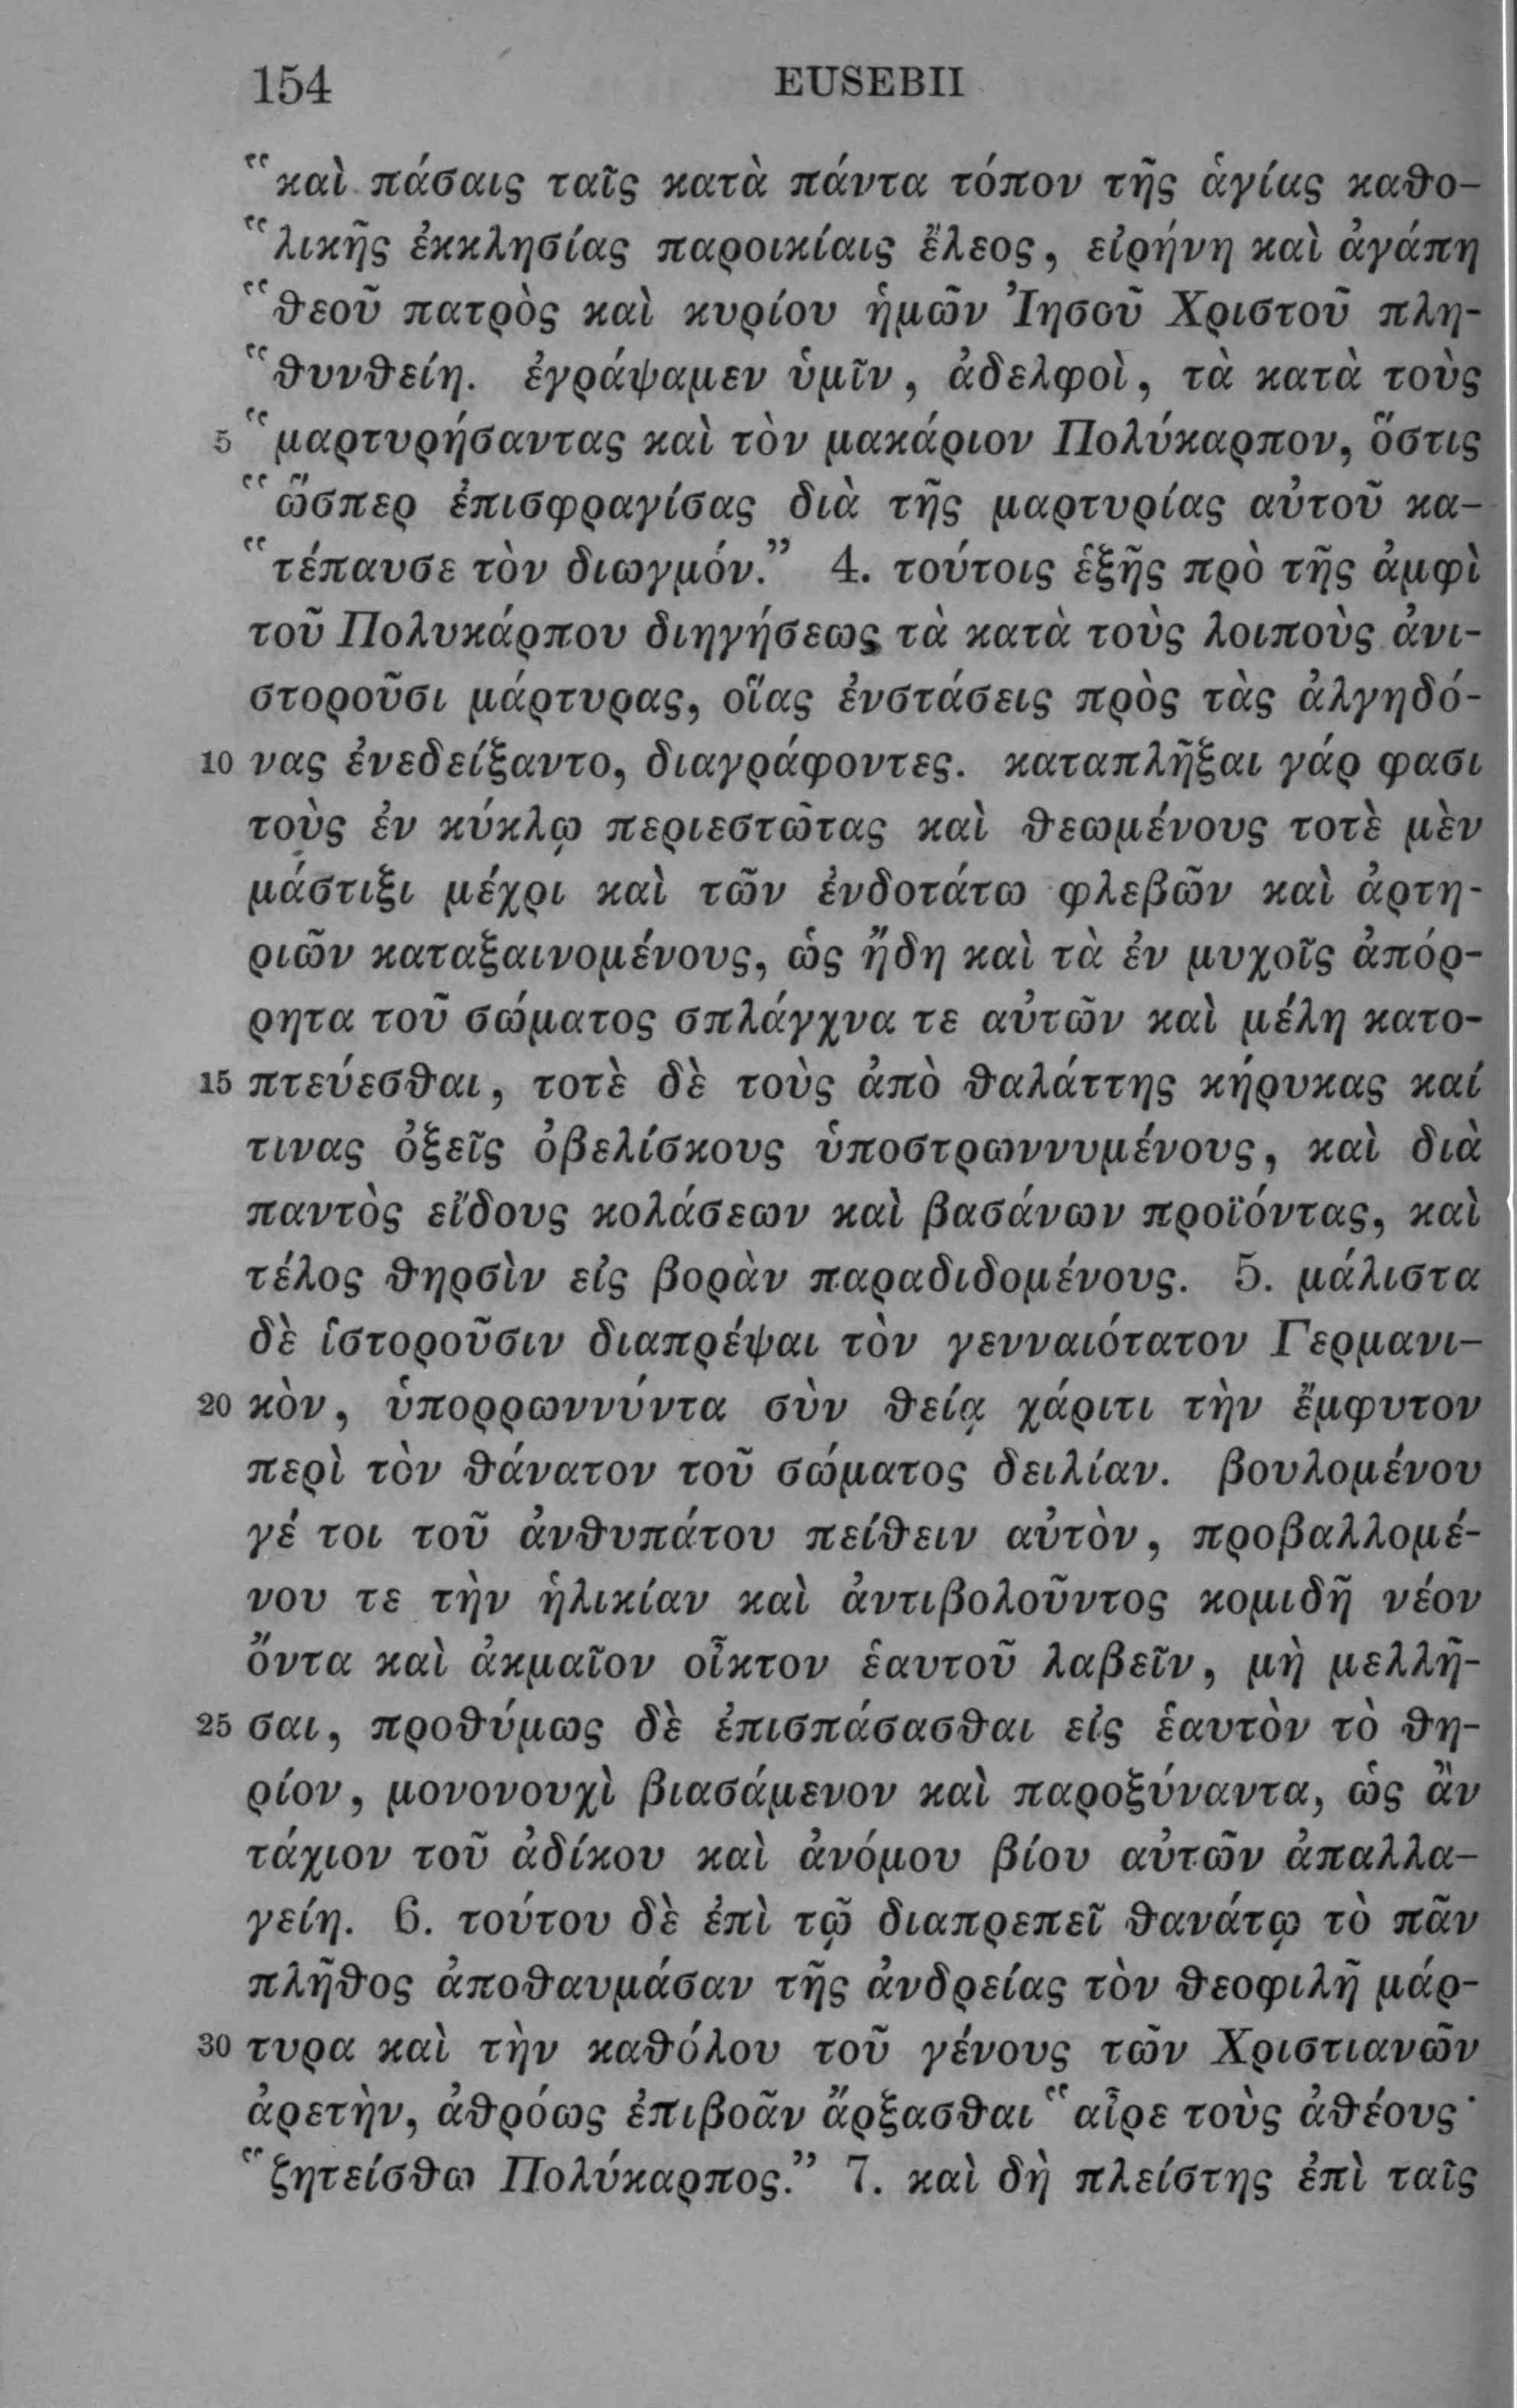 154 EUSEBII
“καὶ πάσαις ταῖς κατὰ πάντα τόπον τῆς ἁγίας καθο-
“λικῆς ἐκκλησίας παροικίαις ἔλεος, εἰρήνη καὶ ἀγάπη
“θεοῦ πατρὸς καὶ κυρίου ἡμῶν Ἰησοῦ Χριστοῦ πλη-
“θυνθείη. ἐγράψαμεν ὑμῖν, ἀδελφοὶ, τὰ κατὰ τοὺς
5 “μαρτυρήσαντας καὶ τὸν μακάριον Πολύκαρπον, ὅστις
“ὥσπερ ἐπισφραγίσας διὰ τῆς μαρτυρίας αὐτοῦ κα-
“τέπαυσε τὸν διωγμόν.” 4. τούτοις ἑξῆς πρὸ τῆς ἀμφὶ
τοῦ Πολυκάρπου διηγήσεως τὰ κατὰ τοὺς λοιποὺς ἀνι-
στοροῦσι μάρτυρας, οἵας ἐνστάσεις πρὸς τὰς ἀλγηδό-
10 νας ἐνεδείξαντο, διαγράφοντες. καταπλῆξαι γάρ φασι
τοὺς ἐν κύκλῳ περιεστῶτας καὶ θεωμένους τοτὲ μὲν
μάστιξι μέχρι καὶ τῶν ἐνδοτάτω φλεβῶν καὶ ἀρτη-
ριῶν καταξαινομένους, ὡς ἤδη καὶ τὰ ἐν μυχοῖς ἀπόρ-
ρητα τοῦ σώματος σπλάγχνα τε αὐτῶν καὶ μέλη κατο-
15 πτεύεσθαι, τοτὲ δὲ τοὺς ἀπὸ θαλάττης κήρυκας καί
τινας ὀξεῖς ὀβελίσκους ὑποστρωννυμένους, καὶ διὰ
παντὸς εἴδους κολάσεων καὶ βασάνων προϊόντας, καὶ
τέλος θηρσὶν εἰς βορὰν παραδιδομένους. 5. μάλιστα
δὲ ἱστοροῦσιν διαπρέψαι τὸν γενναιότατον Γερμανι-
20 κὸν, ὑπορρωννύντα σὺν θείᾳ χάριτι τὴν ἔμφυτον
περὶ τὸν θάνατον τοῦ σώματος δειλίαν. βουλομένου
γέ τοι τοῦ ἀνθυπάτου πείθειν αὐτὸν, προβαλλομέ-
νου τε τὴν ἡλικίαν καὶ ἀντιβολοῦντος κομιδῆ νέον
ὄντα καὶ ἀκμαῖον οἶκτον ἑαυτοῦ λαβεῖν, μὴ μελλῆ-
25 σαι, προθύμως δὲ ἐπισπάσασθαι εἰς ἑαυτὸν τὸ θη-
ρίον, μονονουχὶ βιασάμενον καὶ παροξύναντα, ὡς ἂν
τάχιον τοῦ ἀδίκου καὶ ἀνόμου βίου αὐτῶν ἀπαλλα-
γείη. 6. τούτου δὲ ἐπὶ τῷ διαπρεπεῖ θανάτῳ τὸ πᾶν
πλῆθος ἀποθαυμάσαν τῆς ἀνδρείας τὸν θεοφιλῆ μάρ-
30 τυρα καὶ τὴν καθόλου τοῦ γένους τῶν Χριστιανῶν
ἀρετὴν, ἀθρόως ἐπιβοᾶν ἄρξασθαι “αἶρε τοὺς ἀθέους·
“ζητείσθω Πολύκαρπος.” 7. καὶ δὴ πλείστης ἐπὶ ταῖς